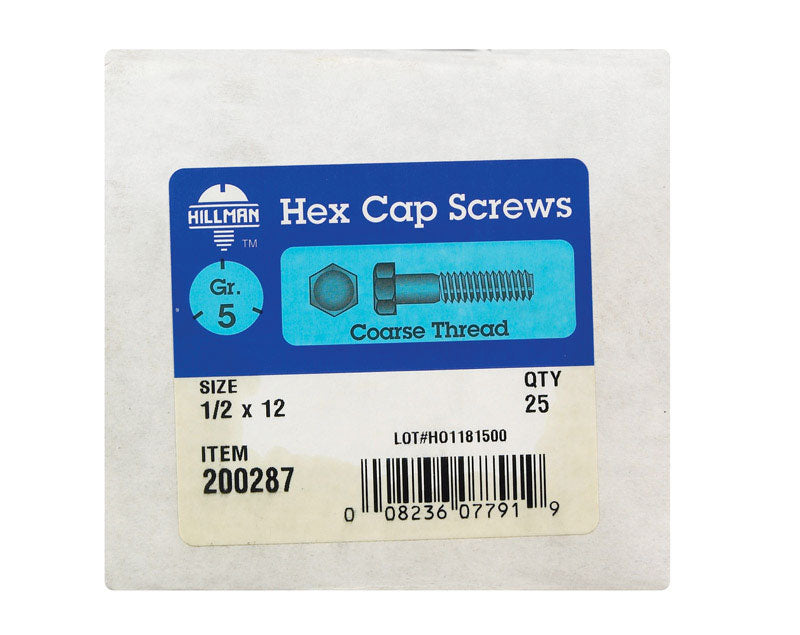 HILLMAN
TM
Hex Cap Screws
Gr.
5
Coarse Thread
SIZE
1/2 x 12
QTY
25
LOT#HO1181500
ITEM
200287
0 08236 07791 9